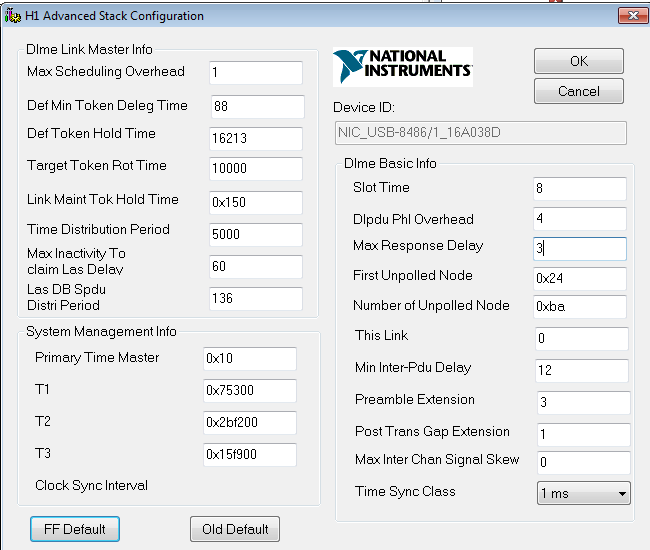 H1 Advanced Stack Configuration
Dlme Link Master Info
Max Scheduling Overhead 1
Def Min Token Deleg Time 88
Def Token Hold Time 16213
Target Token Rot Time 10000
Link Maint Tok Hold Time 0x150
Time Distribution Period 5000
Max Inactivity To
claim Las Delay 60
Las DB Spdu
Distri Period 136
System Management Info
Primary Time Master 0x10
T1 0x75300
T2 0x2bf200
T3 0x15f900
Clock Sync Interval
FF Default
Old Default
NATIONAL
INSTRUMENTS
OK
Cancel
Device ID:
NIC_USB-8486/1_16A038D
Dlme Basic Info
Slot Time 8
Dlpdu Phl Overhead 4
Max Response Delay 3
First Unpolled Node 0x24
Number of Unpolled Node 0xba
This Link 0
Min Inter-Pdu Delay 12
Preamble Extension 3
Post Trans Gap Extension 1
Max Inter Chan Signal Skew 0
Time Sync Class 1 ms